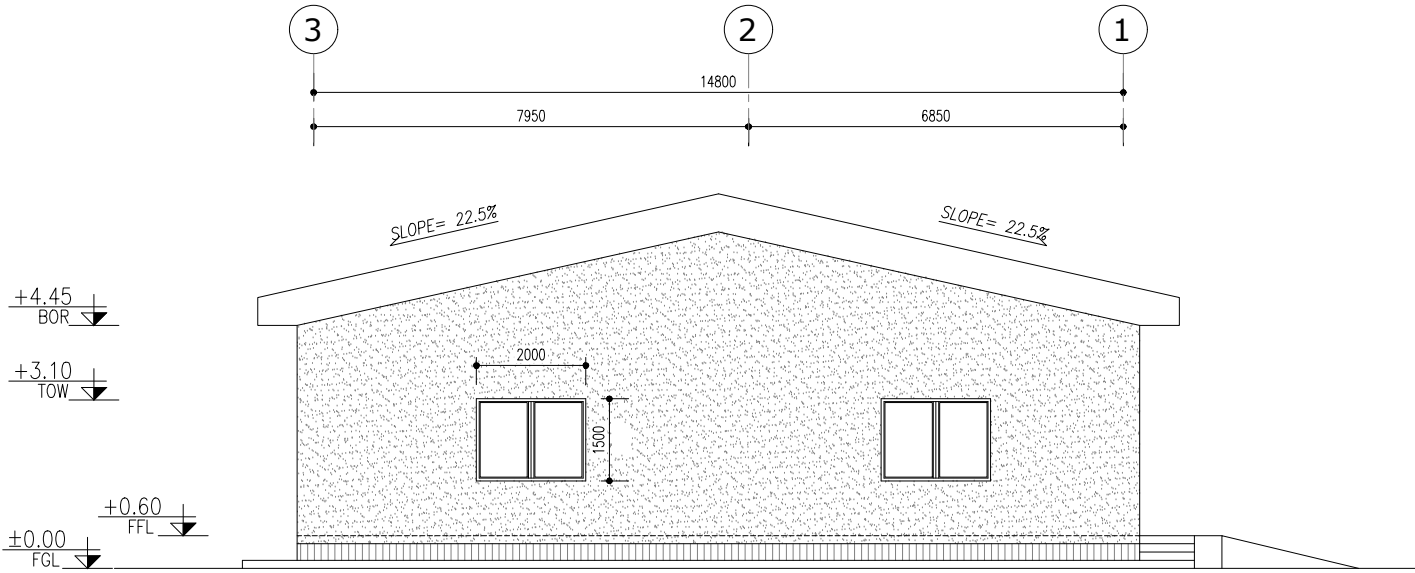 3 2 1
14800
7950 6850
SLOPE= 22.5% SLOPE= 22.5%
+4.45
BOR
2000
+3.10
TOW
1500
+0.60
FFL
±0.00
FGL